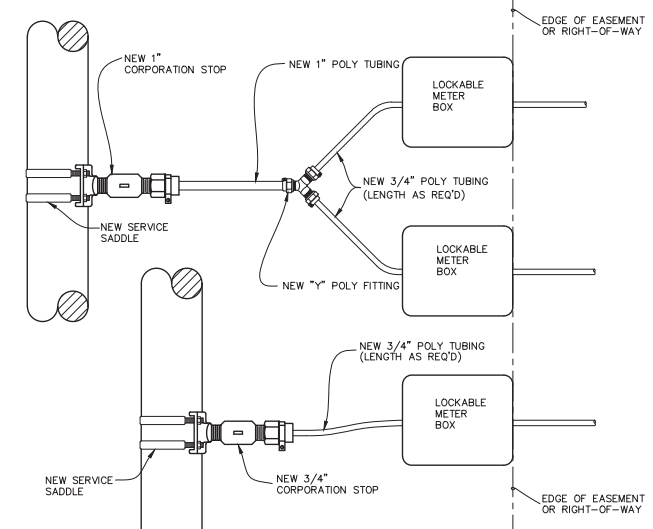 EDGE OF EASEMENT
OR RIGHT-OF-WAY
NEW 1"
CORPORATION STOP
NEW 1" POLY TUBING
LOCKABLE
METER
BOX
NEW 3/4" POLY TUBING
(LENGTH AS REQ'D)
NEW SERVICE
SADDLE
LOCKABLE
METER
BOX
NEW "Y" POLY FITTING
NEW 3/4" POLY TUBING
(LENGTH AS REQ'D)
LOCKABLE
METER
BOX
NEW SERVICE
SADDLE
NEW 3/4"
CORPORATION STOP
EDGE OF EASEMENT
OR RIGHT-OF-WAY